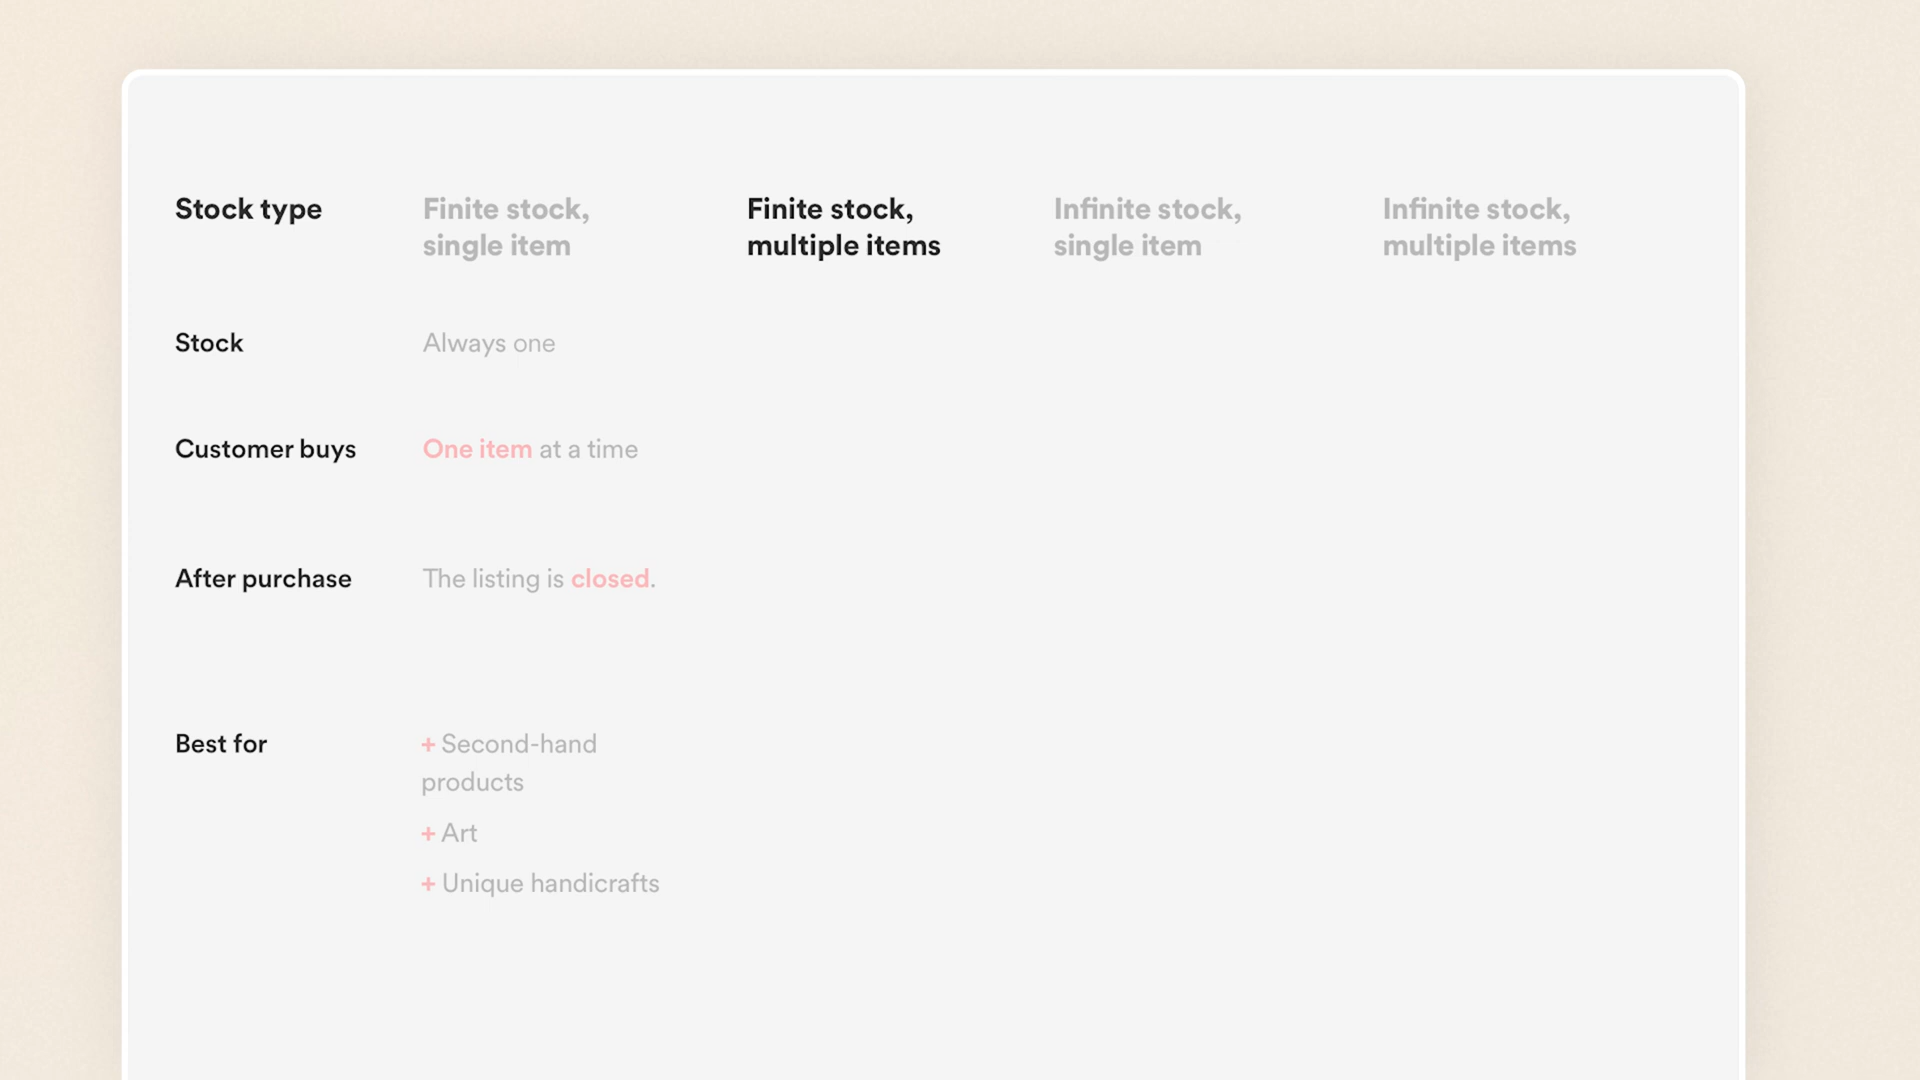 Stock type
Finite stock,
single item
Finite stock,
multiple items
Infinite stock,
single item
Infinite stock,
multiple items
Stock
Always one
Customer buys
One item at a time
After purchase
The listing is closed.
Best for
+ Second-hand
products
+ Art
+ Unique handicrafts